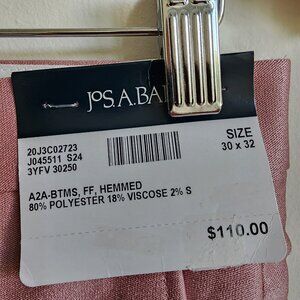 JOS. A. BA
20J3C02723
J045511 S24
3YFV 30250
SIZE
30 x 32
A2A-BTMS, FF, HEMMED
80% POLYESTER 18% VISCOSE 2% S
$110.00